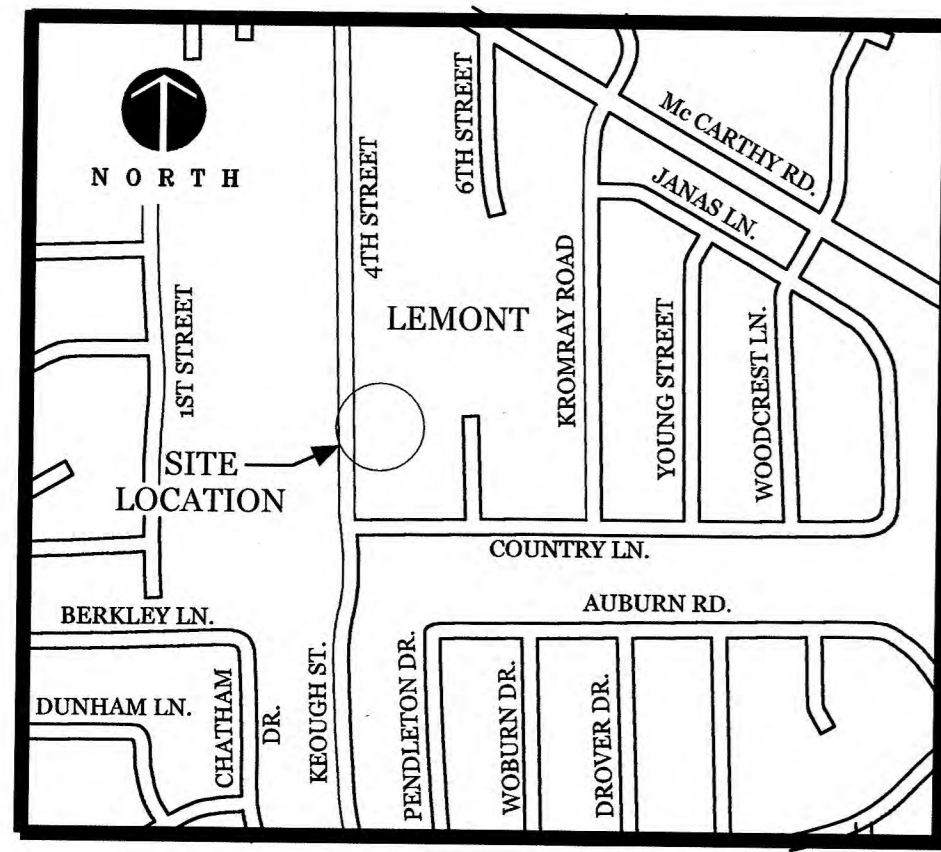 N O R T H
4TH STREET
6TH STREET
Mc CARTHY RD.
JANAS LN.
1ST STREET
LEMONT
KROMRAY ROAD
YOUNG STREET
WOODCREST LN.
SITE
LOCATION
COUNTRY LN.
BERKLEY LN.
AUBURN RD.
DUNHAM LN.
CHATHAM
DR.
KEOUGH ST.
PENDLETON DR.
WOBURN DR.
DROVER DR.